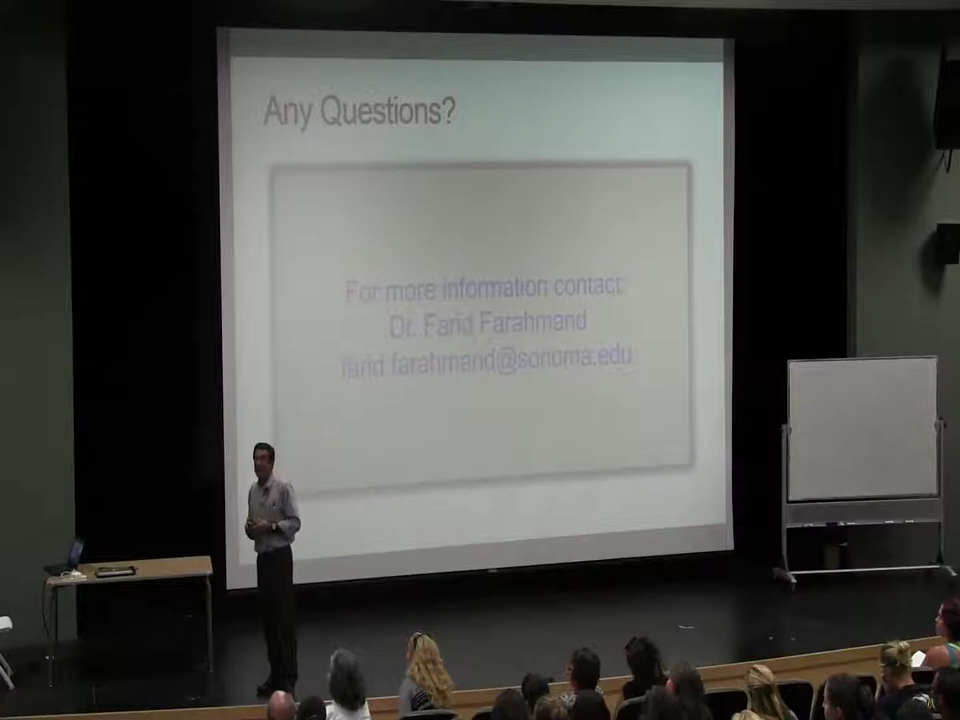 Any Questions?
For more information contact:
Dr. Farid Farahmand
farid.farahmand@sonoma.edu